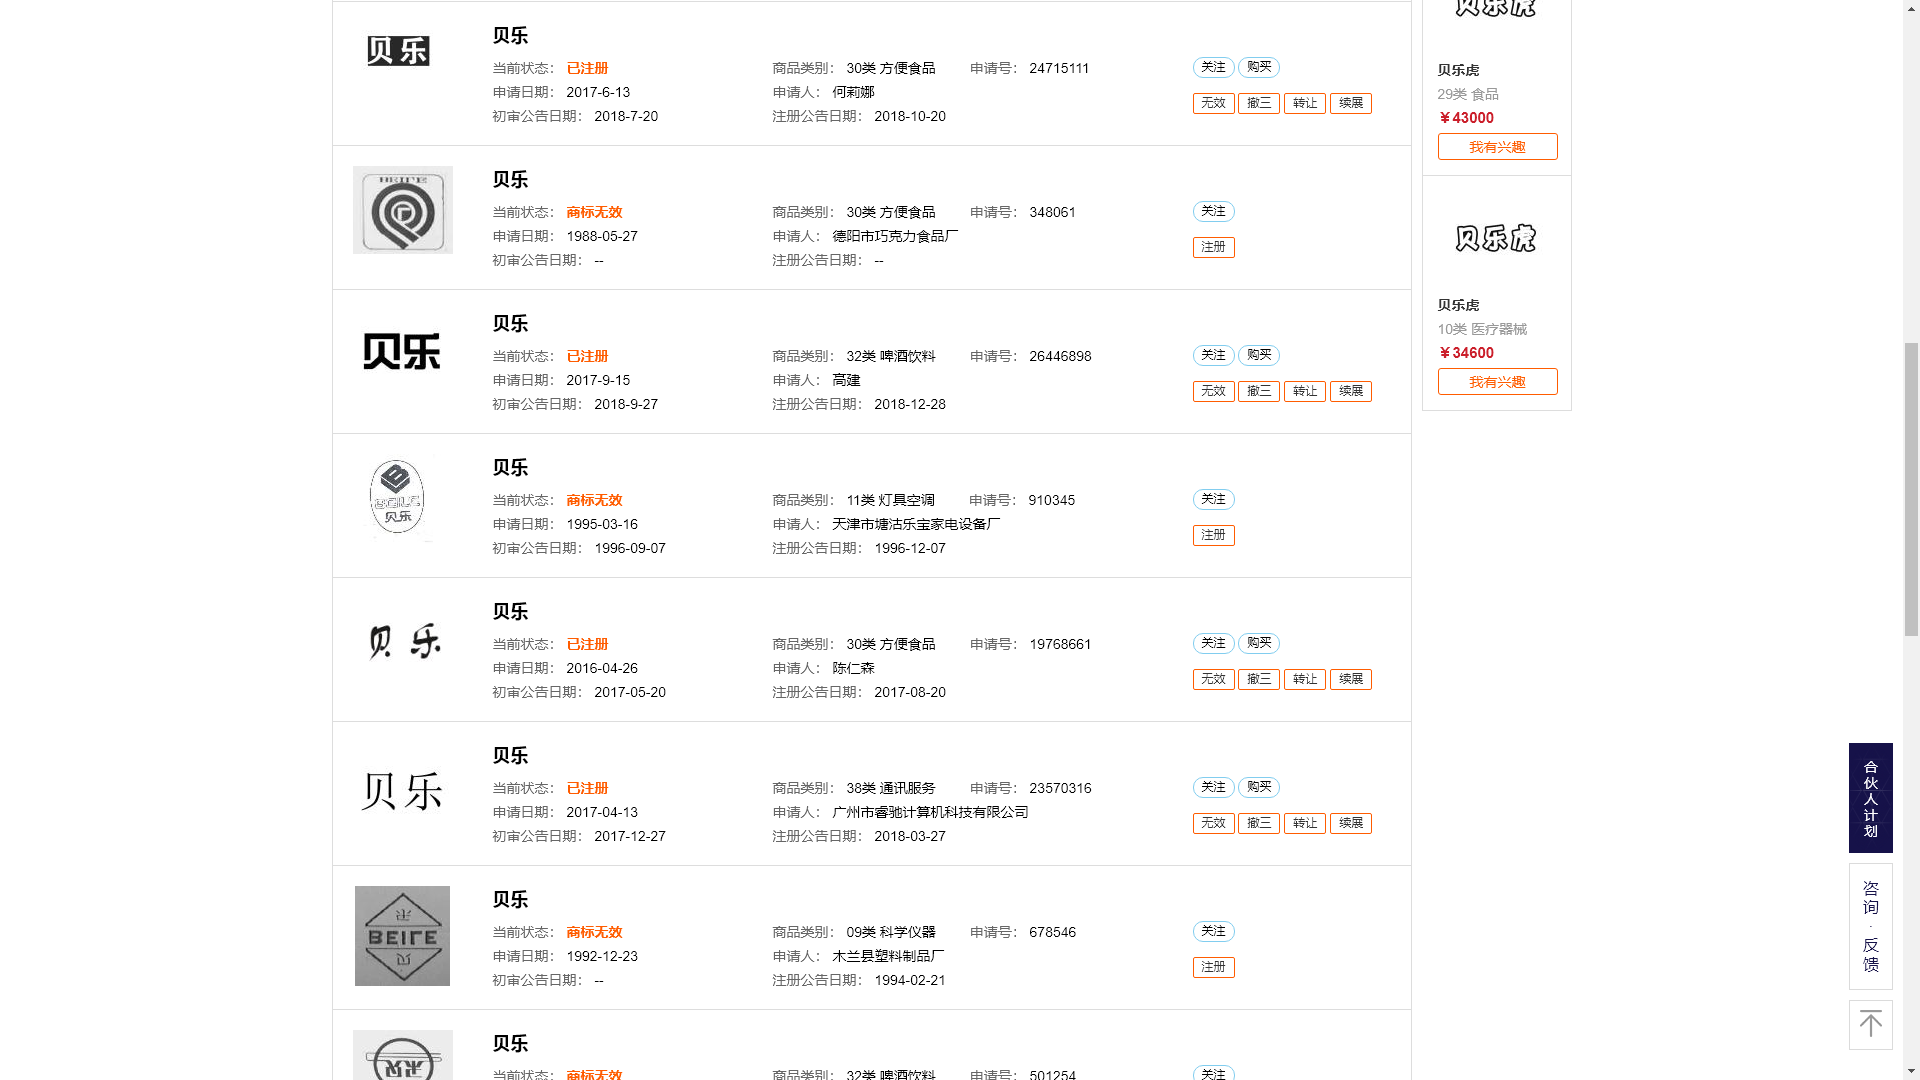 贝乐
贝乐
当前状态： 已注册 商品类别： 30类 方便食品 申请号： 24715111 关注 购买
申请日期： 2017-6-13 申请人： 何莉娜 无效 撤三 转让 续展
初审公告日期： 2018-7-20 注册公告日期： 2018-10-20
BEIFE
贝乐
当前状态： 商标无效 商品类别： 30类 方便食品 申请号： 348061 关注
申请日期： 1988-05-27 申请人： 德阳市巧克力食品厂 注册
初审公告日期： -- 注册公告日期： --
贝乐
贝乐
当前状态： 已注册 商品类别： 32类 啤酒饮料 申请号： 26446898 关注 购买
申请日期： 2017-9-15 申请人： 高建 无效 撤三 转让 续展
初审公告日期： 2018-9-27 注册公告日期： 2018-12-28
贝乐
贝乐
当前状态： 商标无效 商品类别： 11类 灯具空调 申请号： 910345 关注
申请日期： 1995-03-16 申请人： 天津市塘沽乐宝家电设备厂 注册
初审公告日期： 1996-09-07 注册公告日期： 1996-12-07
贝乐
贝乐
当前状态： 已注册 商品类别： 30类 方便食品 申请号： 19768661 关注 购买
申请日期： 2016-04-26 申请人： 陈仁森 无效 撤三 转让 续展
初审公告日期： 2017-05-20 注册公告日期： 2017-08-20
贝乐
贝乐
当前状态： 已注册 商品类别： 38类 通讯服务 申请号： 23570316 关注 购买
申请日期： 2017-04-13 申请人： 广州市睿驰计算机科技有限公司 无效 撤三 转让 续展
初审公告日期： 2017-12-27 注册公告日期： 2018-03-27
BEILE
贝乐
当前状态： 商标无效 商品类别： 09类 科学仪器 申请号： 678546 关注
申请日期： 1992-12-23 申请人： 木兰县塑料制品厂 注册
初审公告日期： -- 注册公告日期： 1994-02-21
贝乐
当前状态： 商标无效 商品类别： 32类 啤酒饮料 申请号： 501254 关注
贝乐虎
贝乐虎
29类 食品
￥43000
我有兴趣
贝乐虎
贝乐虎
10类 医疗器械
￥34600
我有兴趣
合伙人计划
咨询·反馈